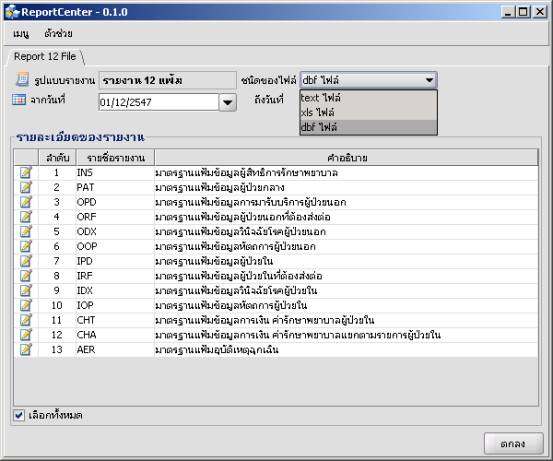 ReportCenter - 0.1.0
เมนู ตัวช่วย
Report 12 File
รูปแบบรายงาน รายงาน 12 แฟ้ม ชนิดของไฟล์ dbf ไฟล์
จากวันที่ 01/12/2547 ถึงวันที่
text ไฟล์
xls ไฟล์
dbf ไฟล์
รายละเอียดของรายงาน
ลำดับ รายชื่อรายงาน คำอธิบาย
1 INS มาตรฐานแฟ้มข้อมูลผู้สิทธิการรักษาพยาบาล
2 PAT มาตรฐานแฟ้มข้อมูลผู้ป่วยกลาง
3 OPD มาตรฐานแฟ้มข้อมูลการมารับบริการผู้ป่วยนอก
4 ORF มาตรฐานแฟ้มข้อมูลผู้ป่วยนอกที่ต้องส่งต่อ
5 ODX มาตรฐานแฟ้มข้อมูลวินิจฉัยโรคผู้ป่วยนอก
6 OOP มาตรฐานแฟ้มข้อมูลหัตถการผู้ป่วยนอก
7 IPD มาตรฐานแฟ้มข้อมูลผู้ป่วยใน
8 IRF มาตรฐานแฟ้มข้อมูลผู้ป่วยในที่ต้องส่งต่อ
9 IDX มาตรฐานแฟ้มข้อมูลวินิจฉัยโรคผู้ป่วยใน
10 IOP มาตรฐานแฟ้มข้อมูลหัตถการผู้ป่วยใน
11 CHT มาตรฐานแฟ้มข้อมูลการเงิน ค่ารักษาพยาบาลผู้ป่วยใน
12 CHA มาตรฐานแฟ้มข้อมูลการเงิน ค่ารักษาพยาบาลแยกตามรายการผู้ป่วยใน
13 AER มาตรฐานแฟ้มอุบัติเหตุฉุกเฉิน
เลือกทั้งหมด
ตกลง